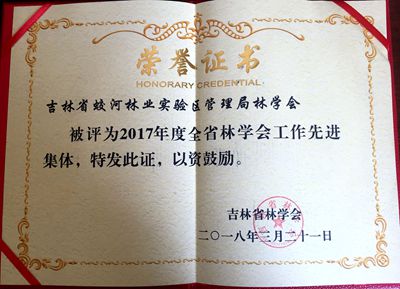 荣誉证书
HONORARY CREDENTIAL
吉林省蛟河林业实验区管理局林学会
被评为2017年度全省林学会工作先进
集体，特发此证，以资鼓励。
吉林省林学会
二〇一八年三月二十一日